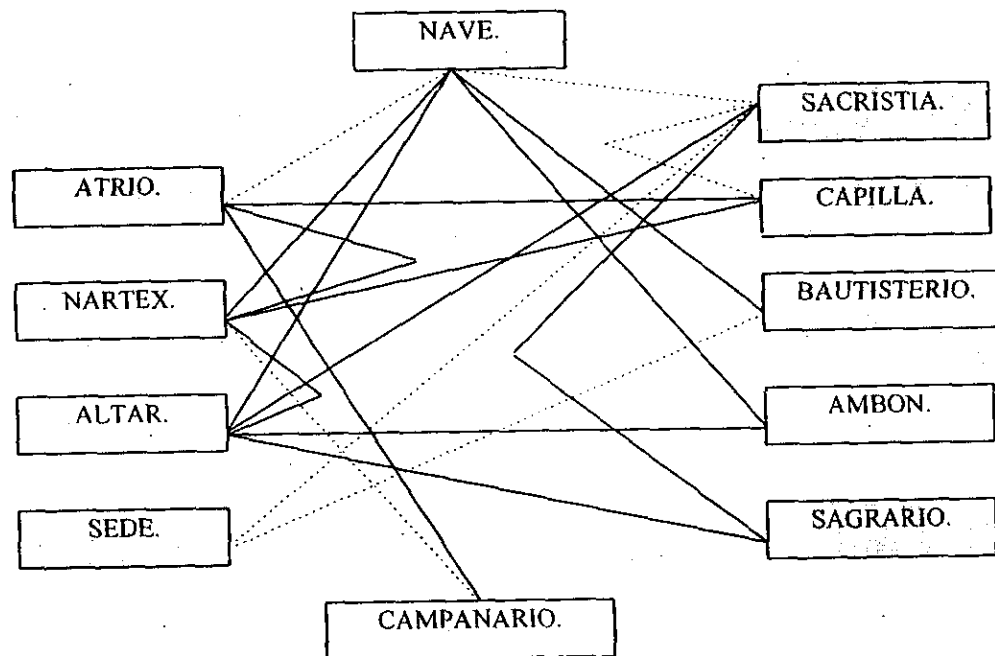 NAVE.
SACRISTIA.
ATRIO.
CAPILLA.
NARTEX.
BAUTISTERIO.
ALTAR.
AMBON.
SEDE.
SAGRARIO.
CAMPANARIO.